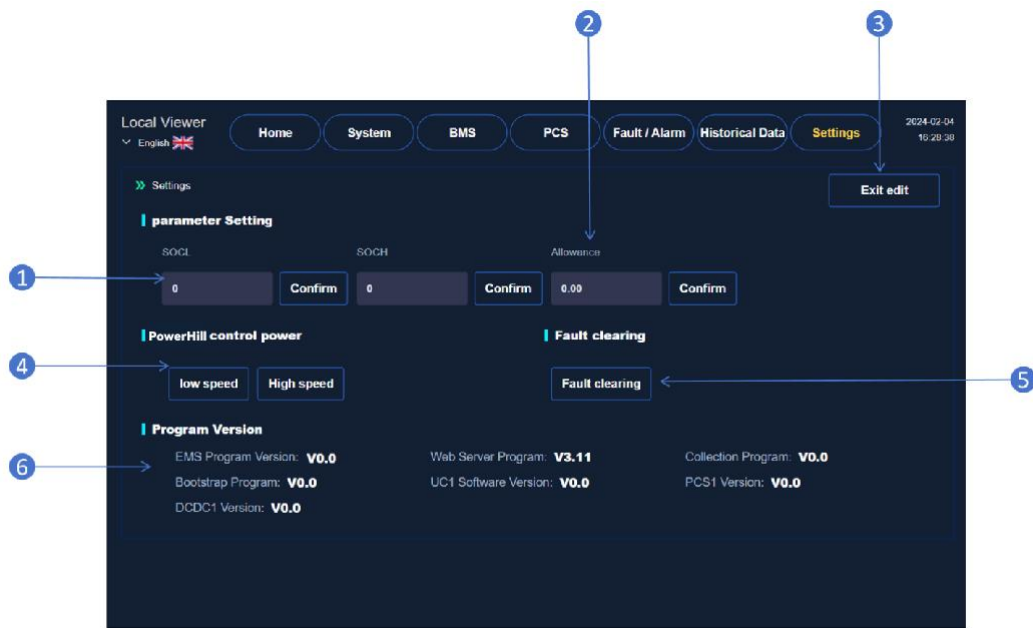 2
3
Local Viewer
English
Home
System
BMS
PCS
Fault / Alarm
Historical Data
Settings
2024-02-04
16:28:38
Settings
Exit edit
parameter Setting
SOCL
SOCH
Allowance
1
0
Confirm
0
Confirm
0.00
Confirm
PowerHill control power
Fault clearing
4
low speed
High speed
Fault clearing
5
Program Version
6
EMS Program Version: V0.0
Web Server Program: V3.11
Collection Program: V0.0
Bootstrap Program: V0.0
UC1 Software Version: V0.0
PCS1 Version: V0.0
DCDC1 Version: V0.0